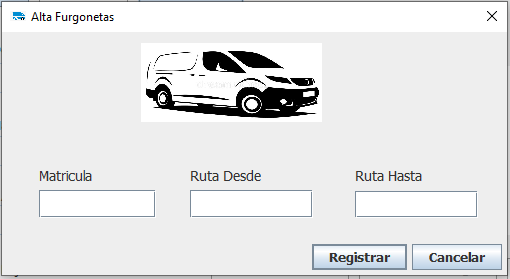 Alta Furgonetas
Matricula
Ruta Desde
Ruta Hasta
Registrar
Cancelar